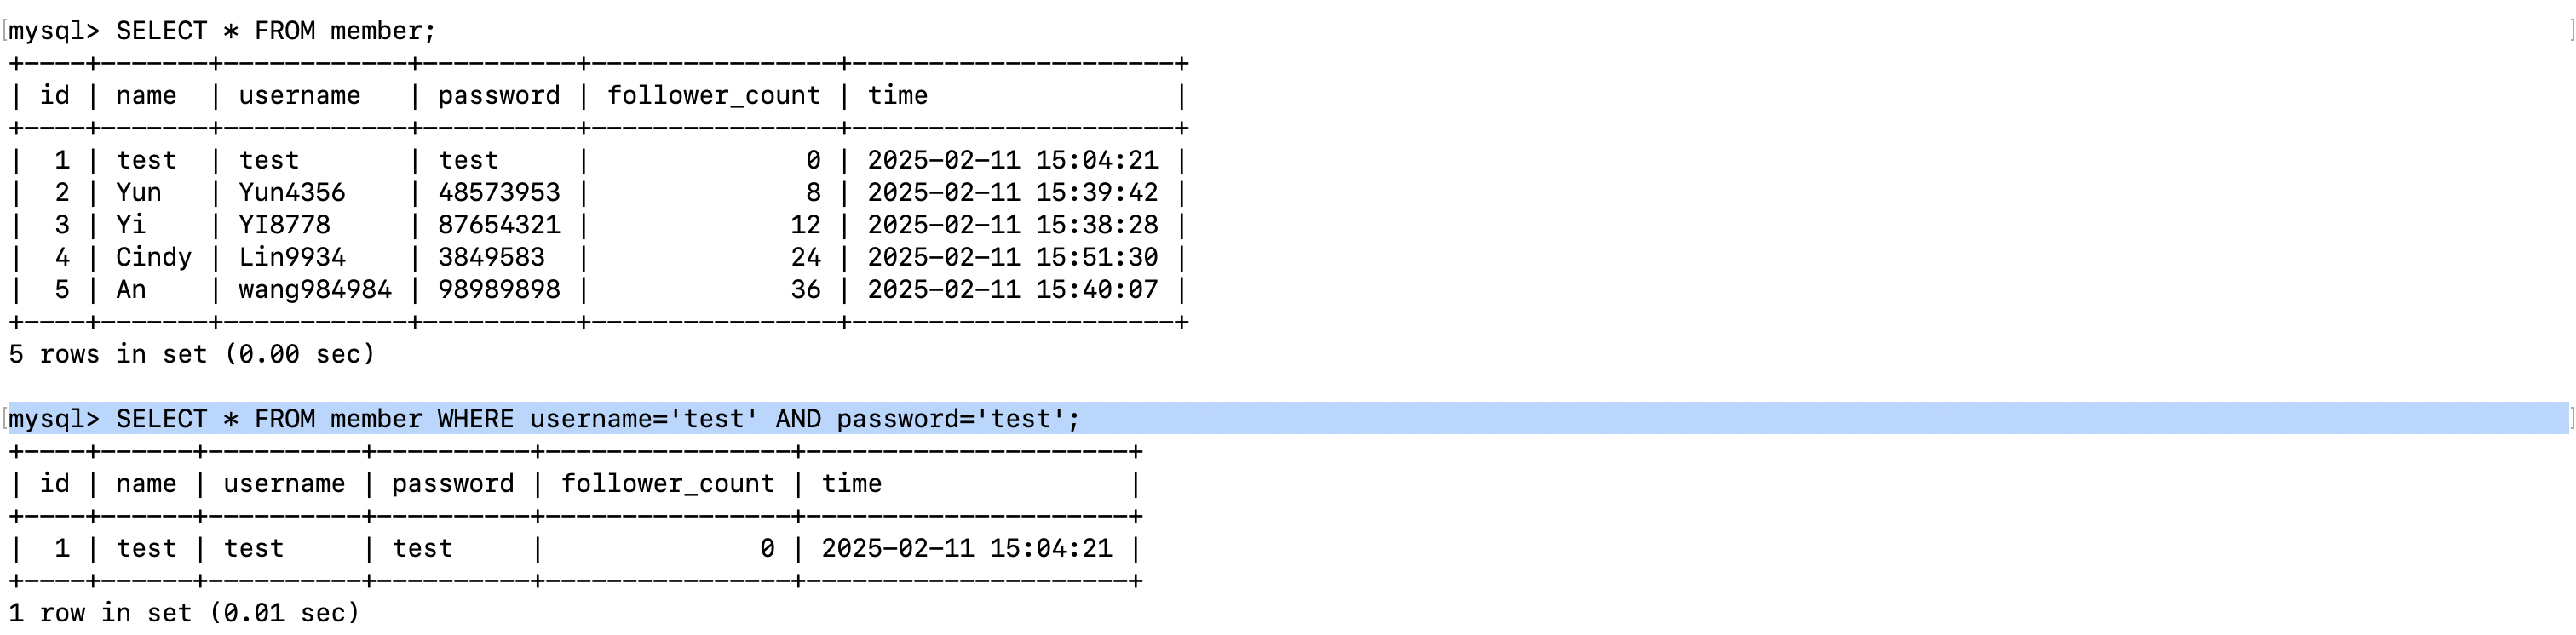 mysql> SELECT * FROM member;
+----+-------+------------+----------+----------------+---------------------+
| id | name  | username   | password | follower_count | time                |
+----+-------+------------+----------+----------------+---------------------+
|  1 | test  | test       | test     |              0 | 2025-02-11 15:04:21 |
|  2 | Yun   | Yun4356    | 48573953 |              8 | 2025-02-11 15:39:42 |
|  3 | Yi    | YI8778     | 87654321 |             12 | 2025-02-11 15:38:28 |
|  4 | Cindy | Lin9934    | 3849583  |             24 | 2025-02-11 15:51:30 |
|  5 | An    | wang984984 | 98989898 |             36 | 2025-02-11 15:40:07 |
+----+-------+------------+----------+----------------+---------------------+
5 rows in set (0.00 sec)
mysql> SELECT * FROM member WHERE username='test' AND password='test';
+----+------+----------+----------+----------------+---------------------+
| id | name | username | password | follower_count | time                |
+----+------+----------+----------+----------------+---------------------+
|  1 | test | test     | test     |              0 | 2025-02-11 15:04:21 |
+----+------+----------+----------+----------------+---------------------+
1 row in set (0.01 sec)